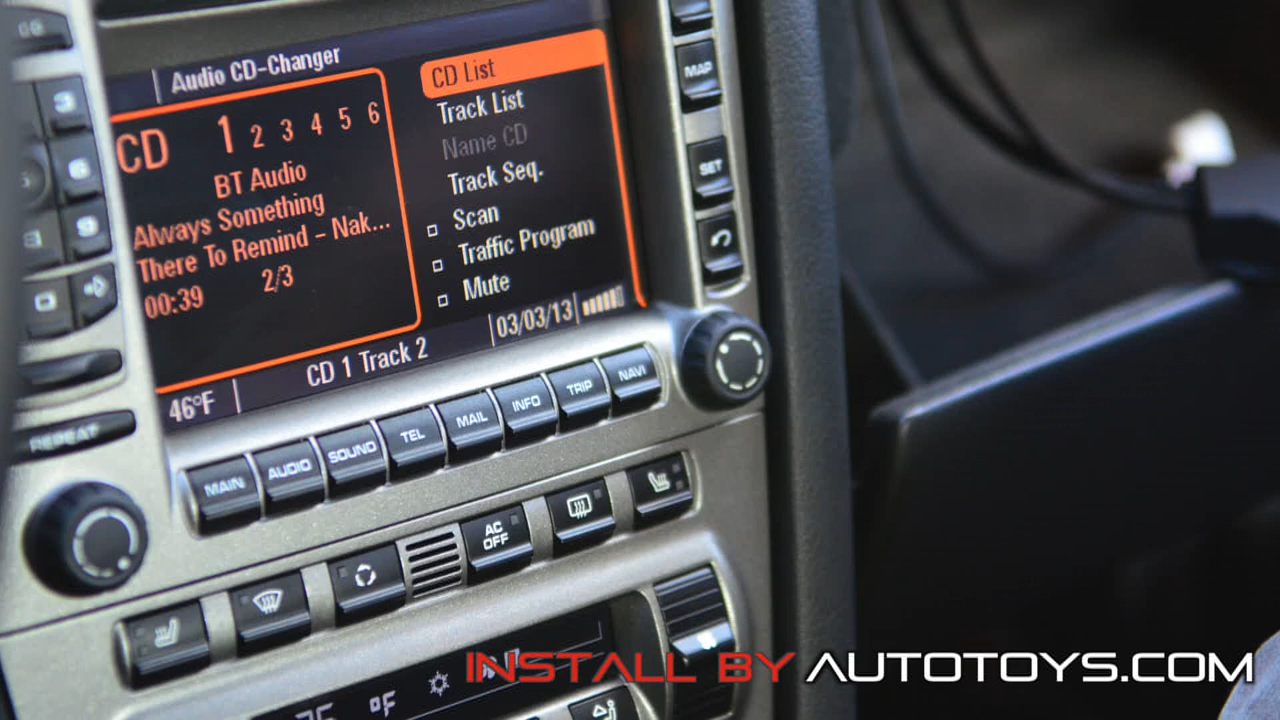 Audio CD-Changer
CD 1 2 3 4 5 6
BT Audio
Always Something
There To Remind - Nak...
00:39 2/3
CD List
Track List
Name CD
Track Seq.
Scan
Traffic Program
Mute
03/03/13
CD 1 Track 2
46°F
3
6
9
MAP
SET
REPEAT
MAIN
AUDIO
SOUND
TEL
MAIL
INFO
TRIP
NAVI
AC
OFF
°F
INSTALL BY AUTOTOYS.COM